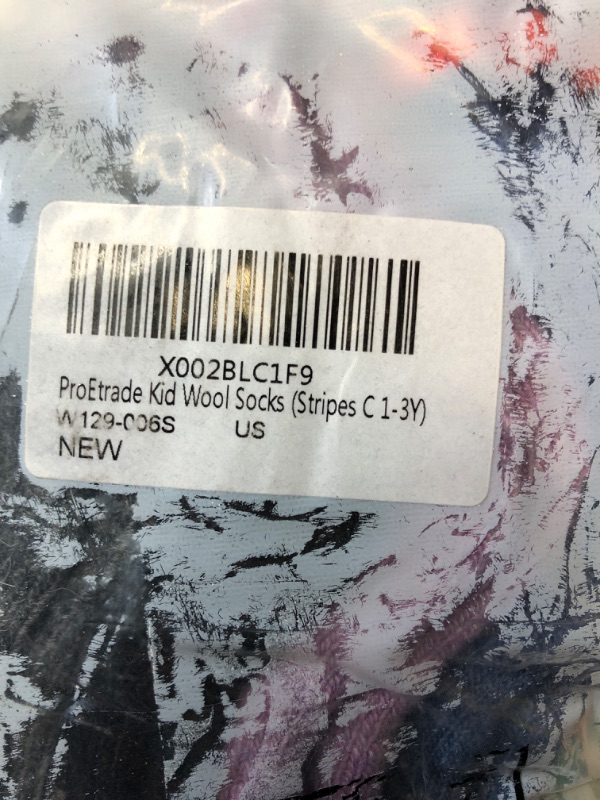 X002BLC1F9
ProEtrade Kid Wool Socks (Stripes C 1-3Y)
W129-006S US
NEW